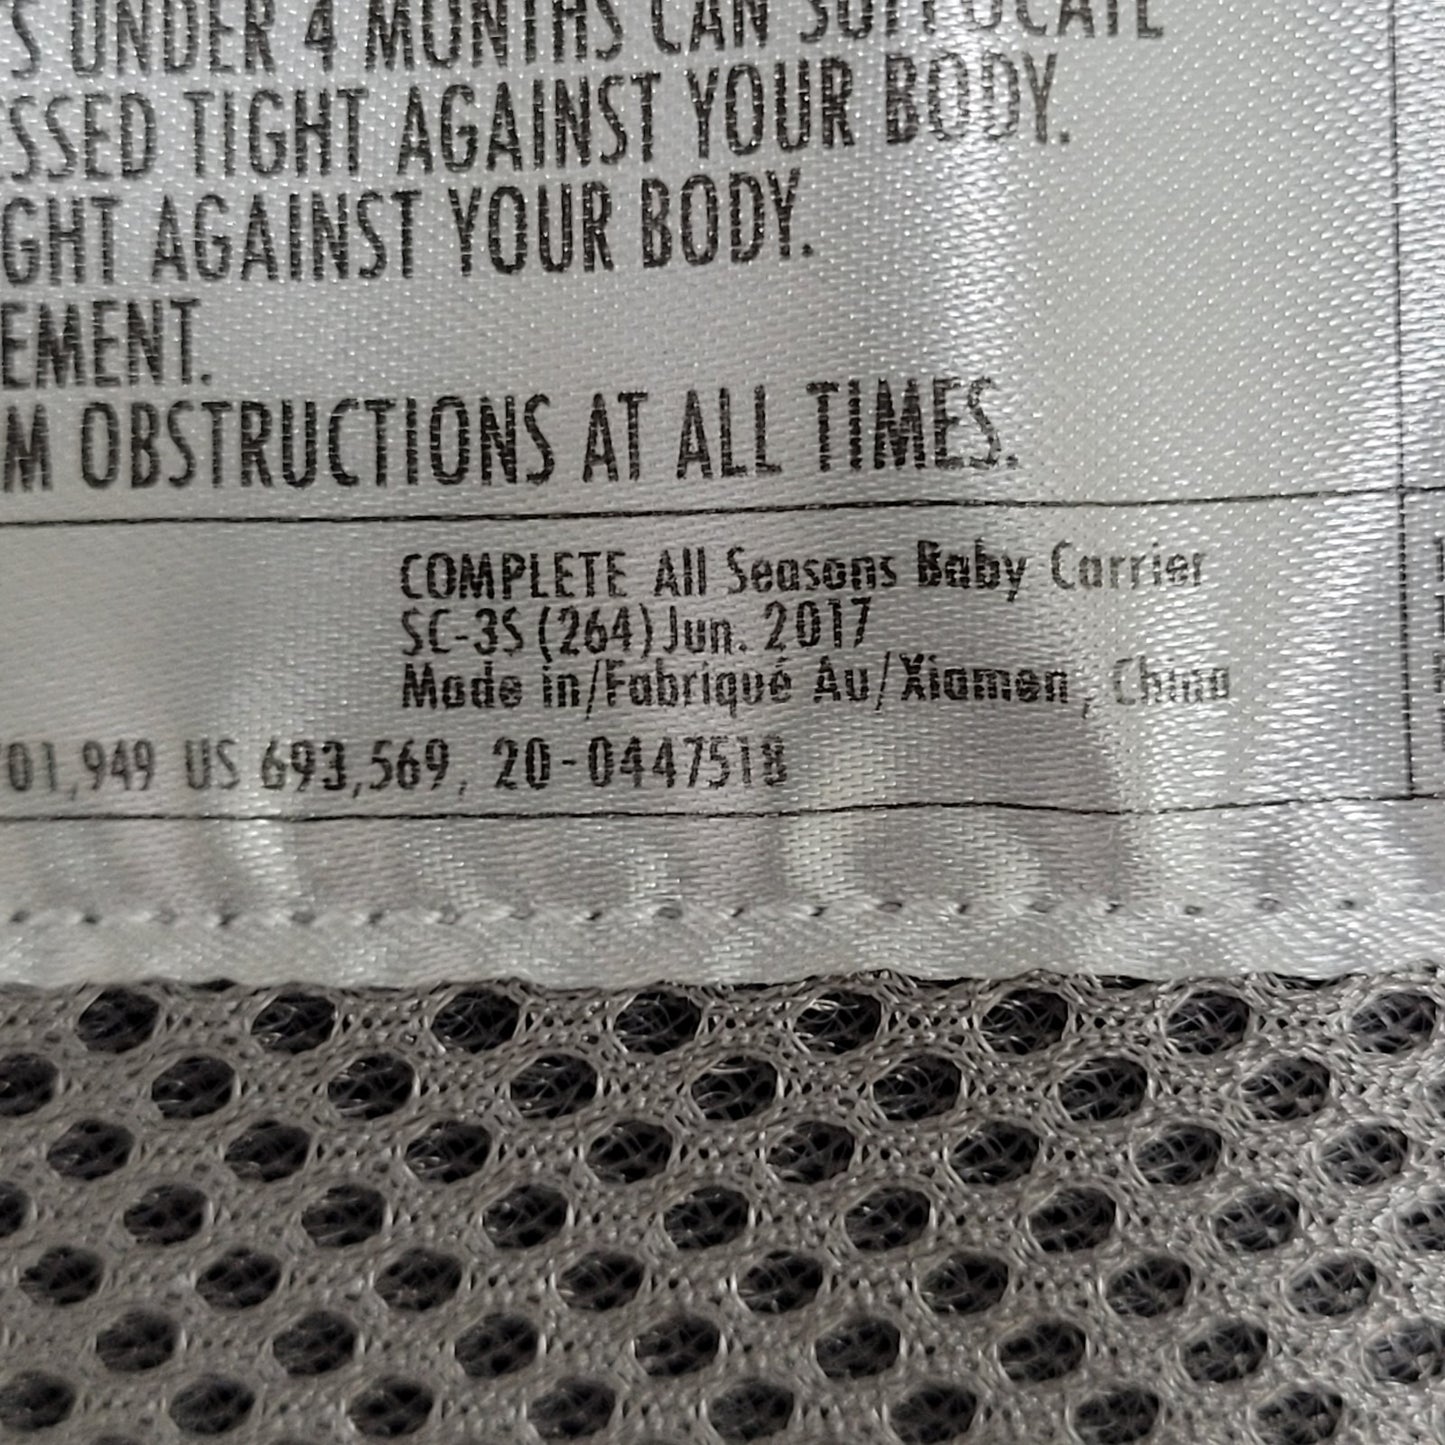 S UNDER 4 MONTHS CAN SUFFOCATE
SSED TIGHT AGAINST YOUR BODY.
GHT AGAINST YOUR BODY.
EMENT.
M OBSTRUCTIONS AT ALL TIMES.
COMPLETE All Seasons Baby Carrier
SC-3S (264) Jun. 2017
Made in/Fabriqué Au/Xiamen, China
701,949 US 693,569, 20-0447518